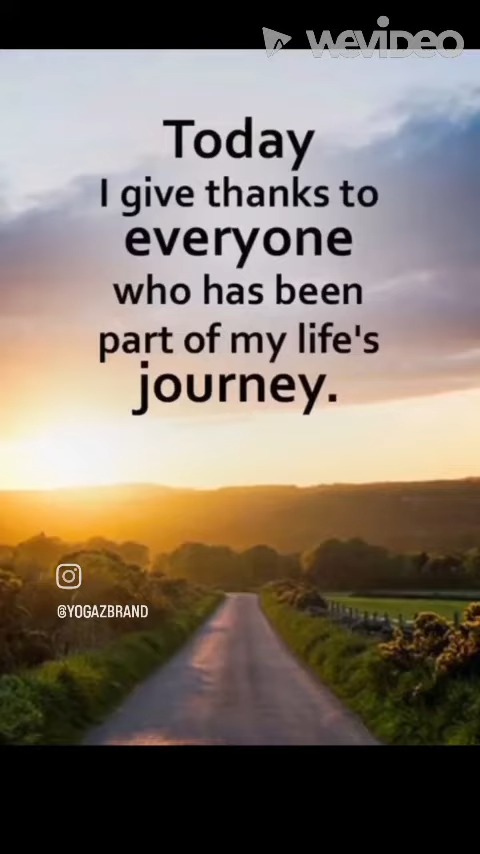 WeVIDEO
Today
I give thanks to
everyone
who has been
part of my life's
journey.
@YOGAZBRAND